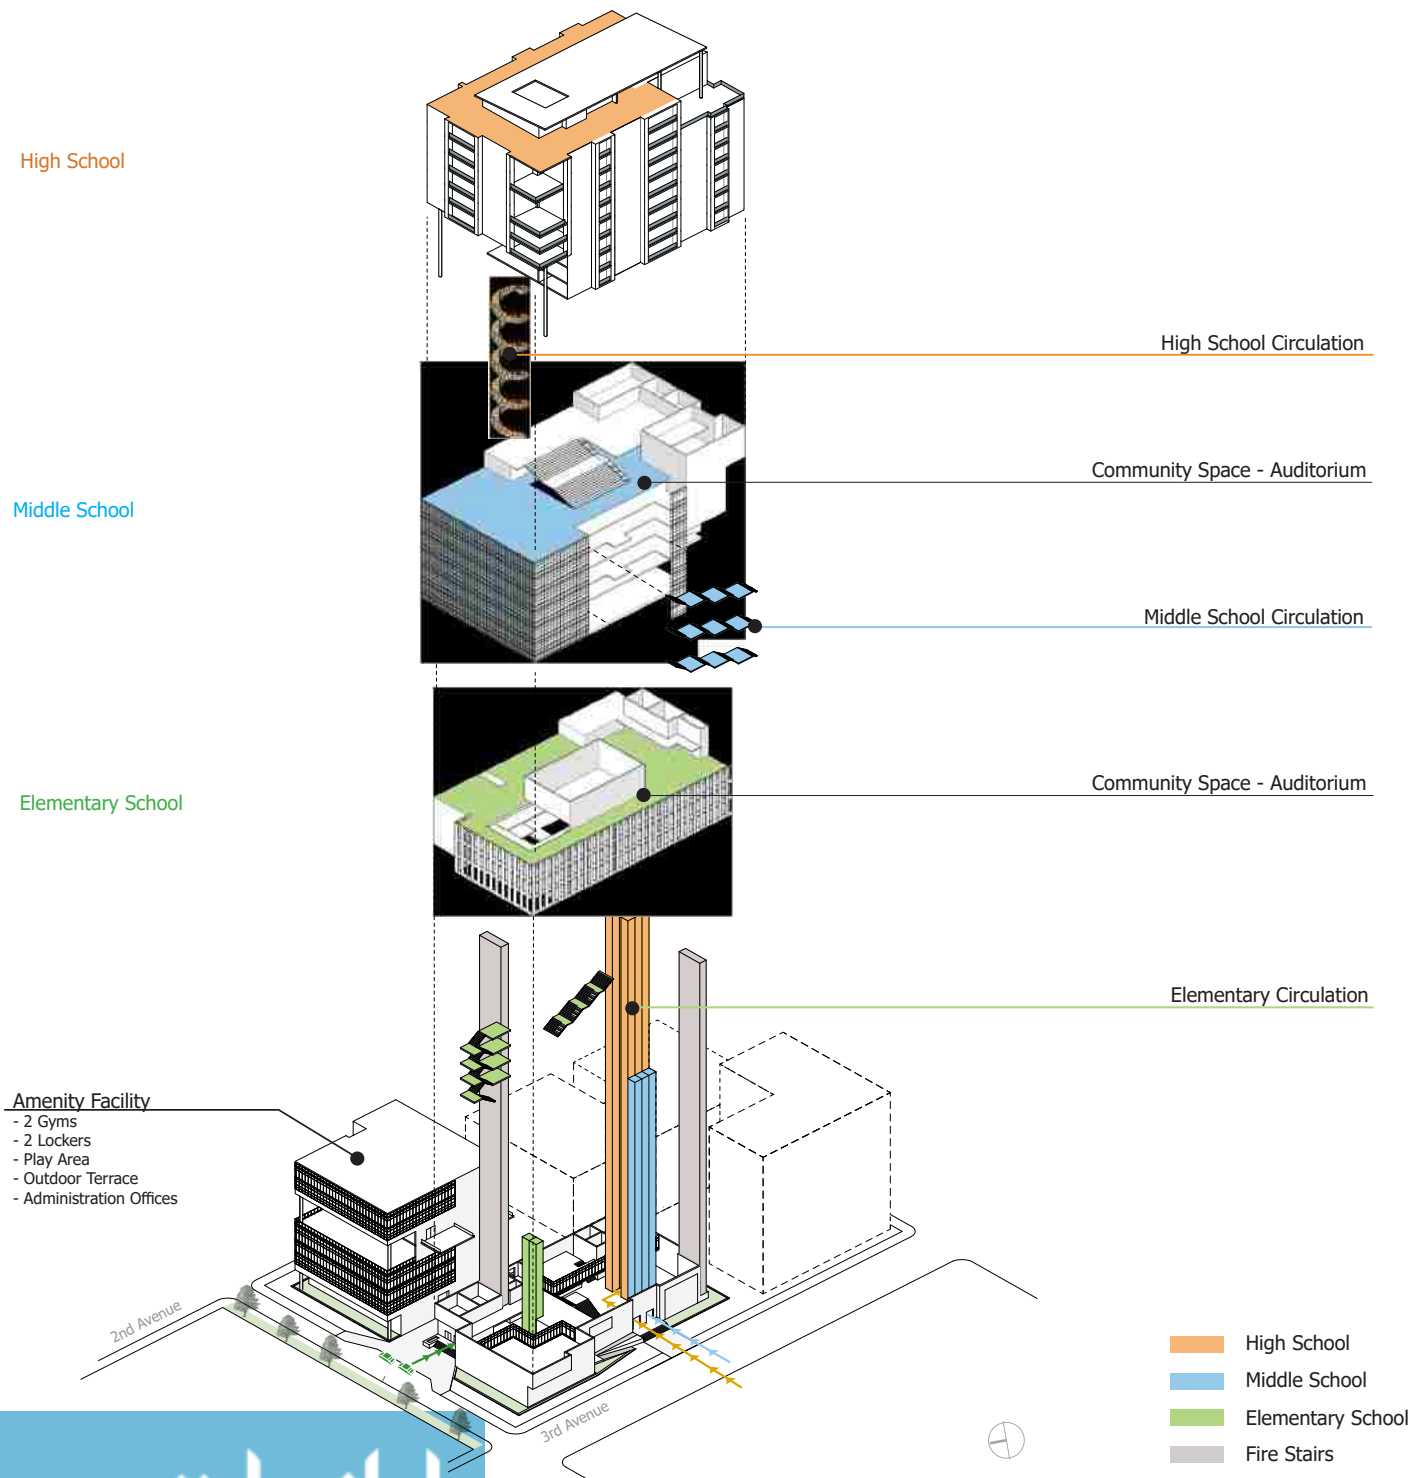 High School
High School Circulation
Community Space - Auditorium
Middle School
Middle School Circulation
Community Space - Auditorium
Elementary School
Elementary Circulation
Amenity Facility
- 2 Gyms
- 2 Lockers
- Play Area
- Outdoor Terrace
- Administration Offices
2nd Avenue
3rd Avenue
High School
Middle School
Elementary School
Fire Stairs